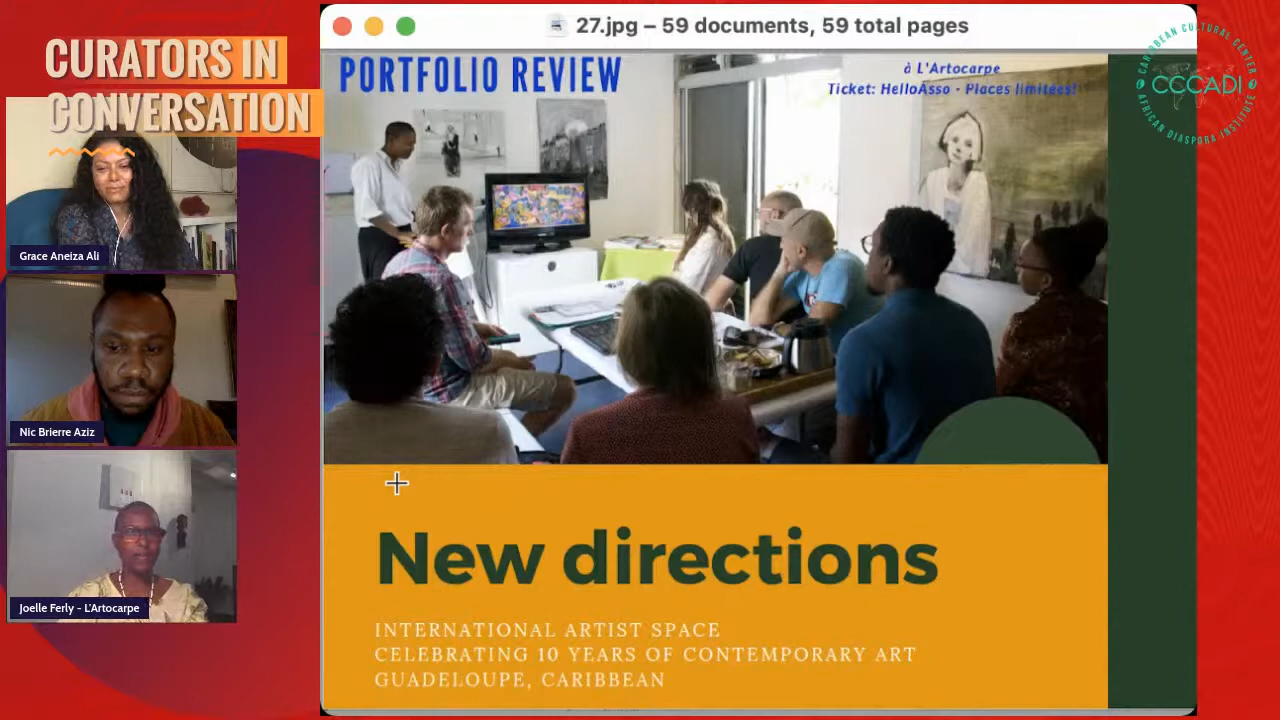 CURATORS IN
CONVERSATION
Grace Aneiza Ali
Nic Brierre Aziz
Joelle Ferly - L'Artocarpe
27.jpg – 59 documents, 59 total pages
PORTFOLIO REVIEW
à L'Artocarpe
Ticket: HelloAsso - Places limitées!
New directions
INTERNATIONAL ARTIST SPACE
CELEBRATING 10 YEARS OF CONTEMPORARY ART
GUADELOUPE, CARIBBEAN
CARIBBEAN CULTURAL CENTER
CCCADI
AFRICAN DIASPORA INSTITUTE